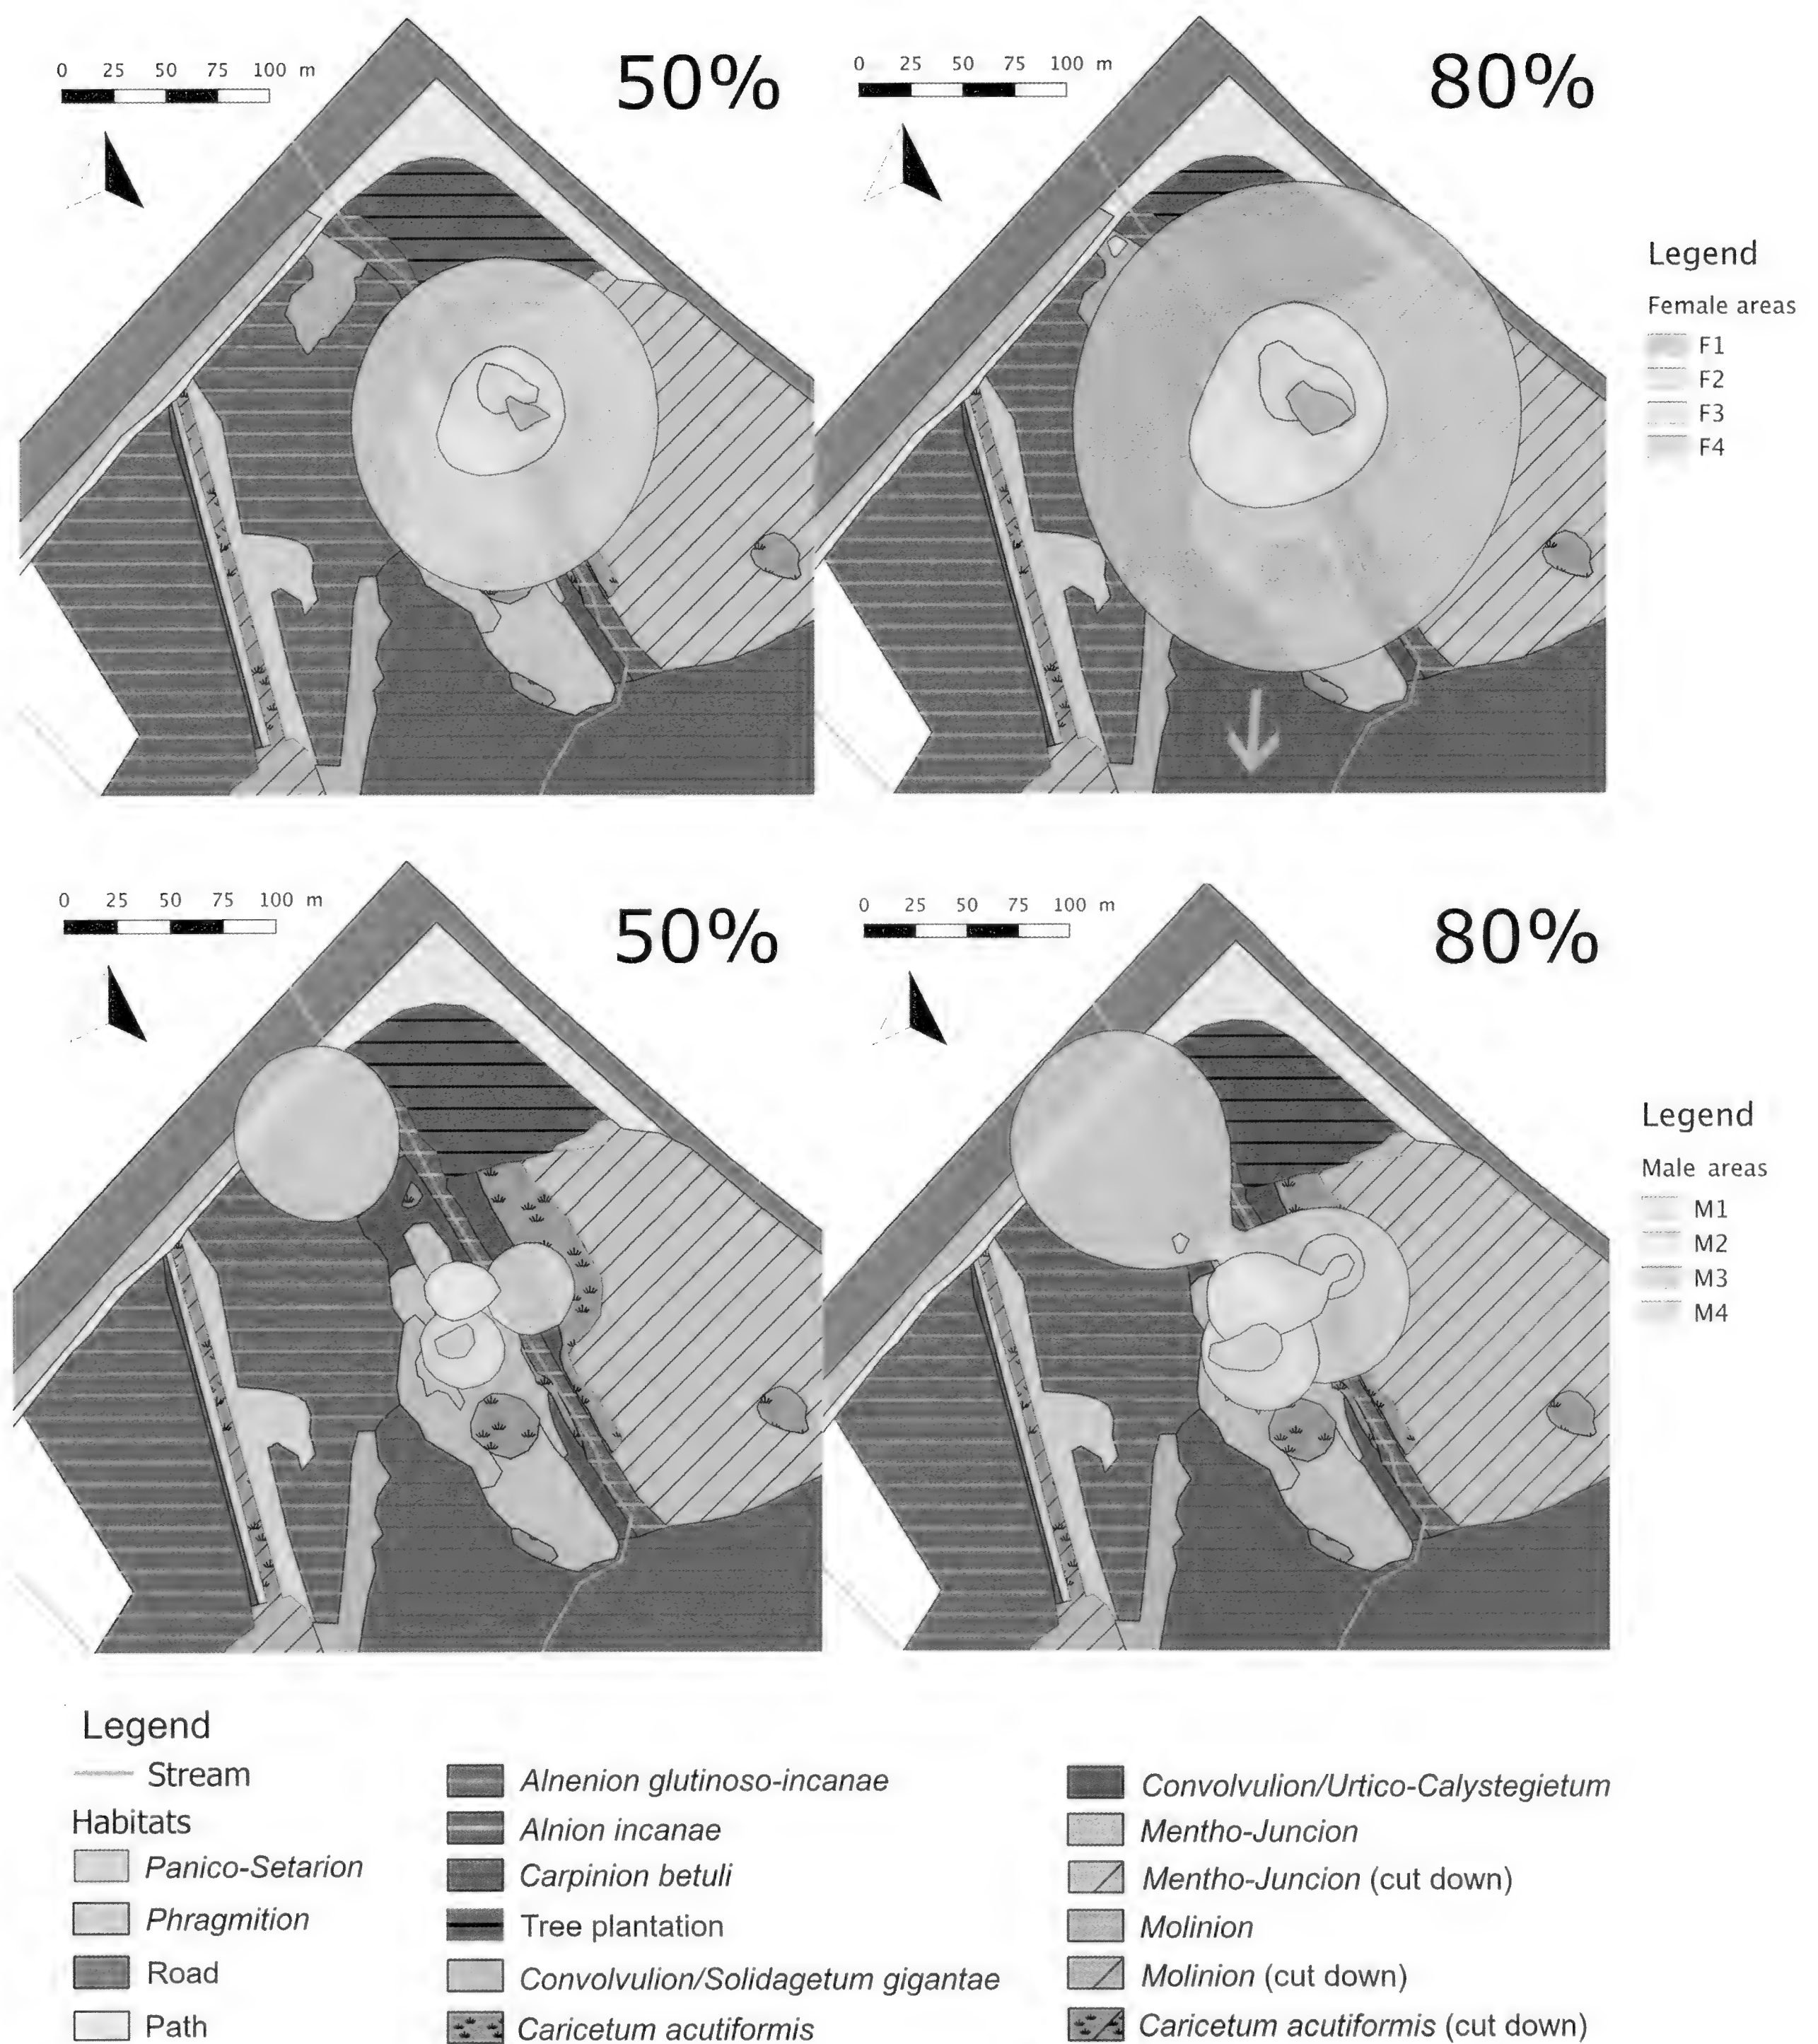 0 25 50 75 100 m
50%
0 25 50 75 100 m
80%
Legend
Female areas
F1
F2
F3
F4
0 25 50 75 100 m
50%
0 25 50 75 100 m
80%
Legend
Male areas
M1
M2
M3
M4
Legend
Stream
Habitats
Panico-Setarion
Phragmition
Road
Path
Alnenion glutinoso-incanae
Alnion incanae
Carpinion betuli
Tree plantation
Convolvulion/Solidagetum gigantae
Caricetum acutiformis
Convolvulion/Urtico-Calystegietum
Mentho-Juncion
Mentho-Juncion (cut down)
Molinion
Molinion (cut down)
Caricetum acutiformis (cut down)